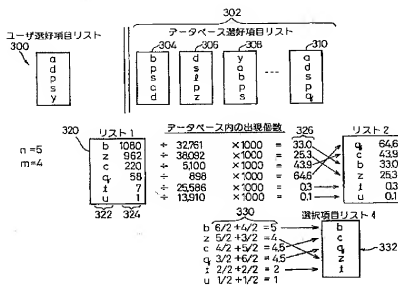 302
ユーザ選好項目リスト
データベース選好項目リスト
300
304 306 308 310
a d p s y
b p s c d
d s t p z
y a b p s
a d s p q
320
リスト1
データベース内の出現個数
326
リスト2
n=5
m=4
b 1080 ÷ 32,761 ×1000 = 33.0
z 962 ÷ 38,092 ×1000 = 25.3
c 220 ÷ 5,100 ×1000 = 43.9
q 58 ÷ 898 ×1000 = 64.6
t 7 ÷ 25,586 ×1000 = 0.3
u 1 ÷ 13,910 ×1000 = 0.1
q 64.6
c 43.9
b 33.0
z 25.3
t 0.3
u 0.1
322 324
330
選択項目リスト
b 6/2+4/2=5
z 5/2+3/2=4
c 4/2+5/2=4.5
q 3/2+6/2=4.5
t 2/2+2/2=2
u 1/2+1/2=1
b
c
q
z
t
332